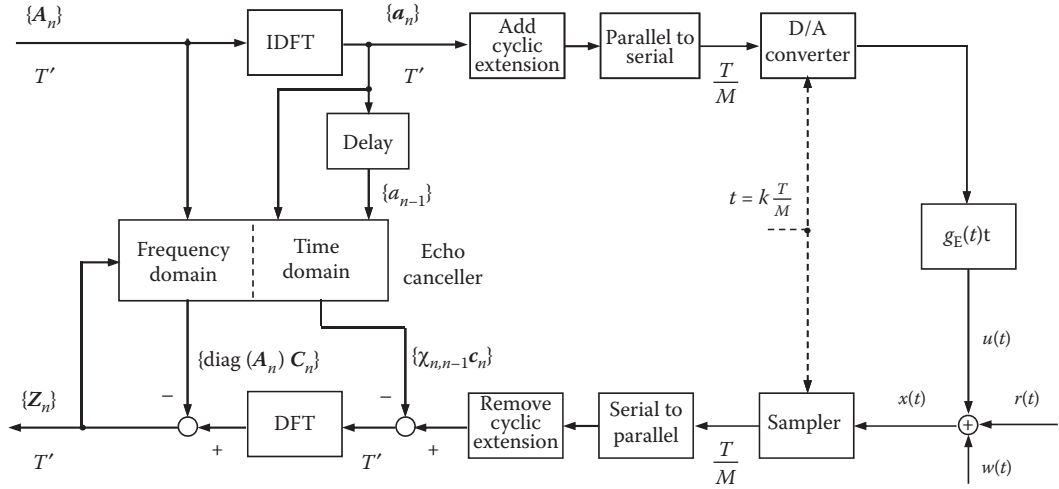 {A_n}
{a_n}
T′
IDFT
T′
Add
cyclic
extension
Parallel to
serial
T/M
D/A
converter
Delay
{a_{n−1}}
t = k T/M
g_E(t)t
Frequency
domain
Time
domain
Echo
canceller
u(t)
{diag (A_n) C_n}
{χ_{n,n−1}c_n}
{Z_n}
T′
−
+
DFT
T′
−
+
Remove
cyclic
extension
Serial to
parallel
T/M
Sampler
x(t)
+
r(t)
w(t)